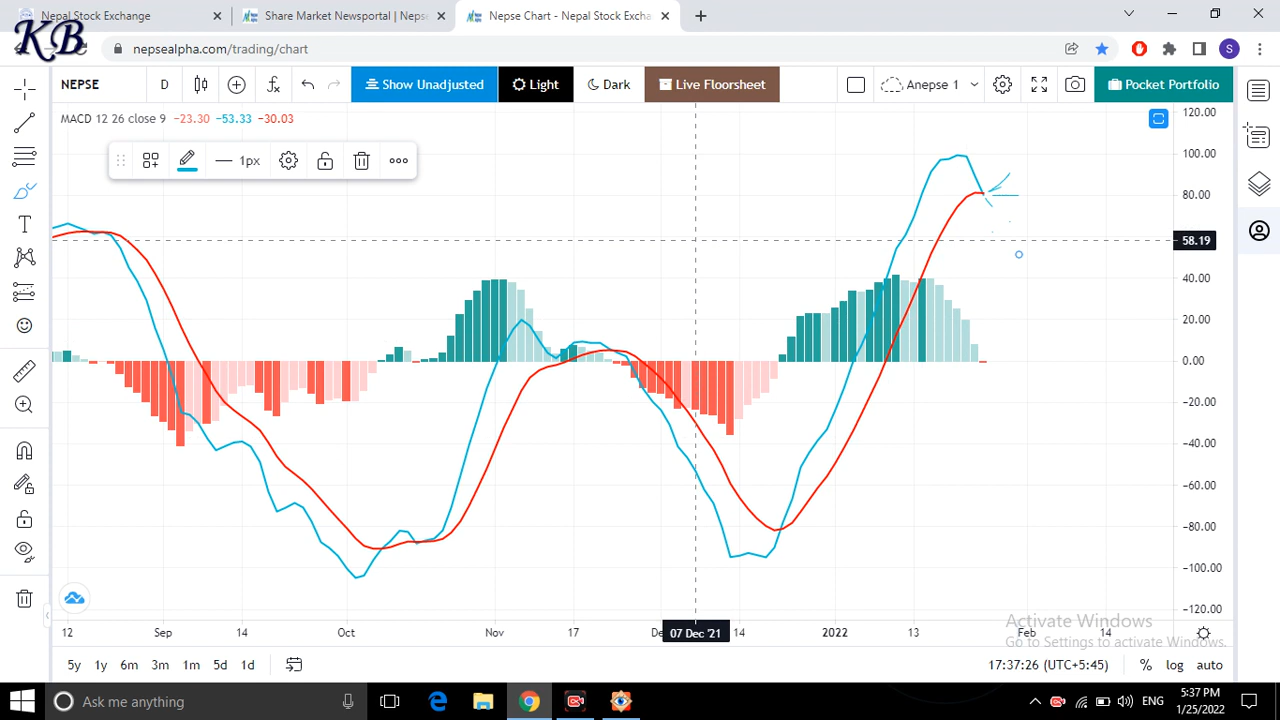 Nepal Stock Exchange
Share Market Newsportal | Nepse
Nepse Chart - Nepal Stock Excha
KB
nepsealpha.com/trading/chart
S
NEPSE
D
Show Unadjusted
Light
Dark
Live Floorsheet
Anepse 1
Pocket Portfolio
MACD 12 26 close 9 −23.30 −53.33 −30.03
1px
120.00
100.00
80.00
58.19
40.00
20.00
0.00
−20.00
−40.00
−60.00
−80.00
−100.00
−120.00
12
Sep
14
Oct
Nov
17
De
07 Dec '21
14
2022
13
Feb
14
Activate Windows
Go to Settings to activate Windows.
5y
1y
6m
3m
1m
5d
1d
17:37:26 (UTC+5:45)
%
log
auto
Ask me anything
ENG
5:37 PM
1/25/2022